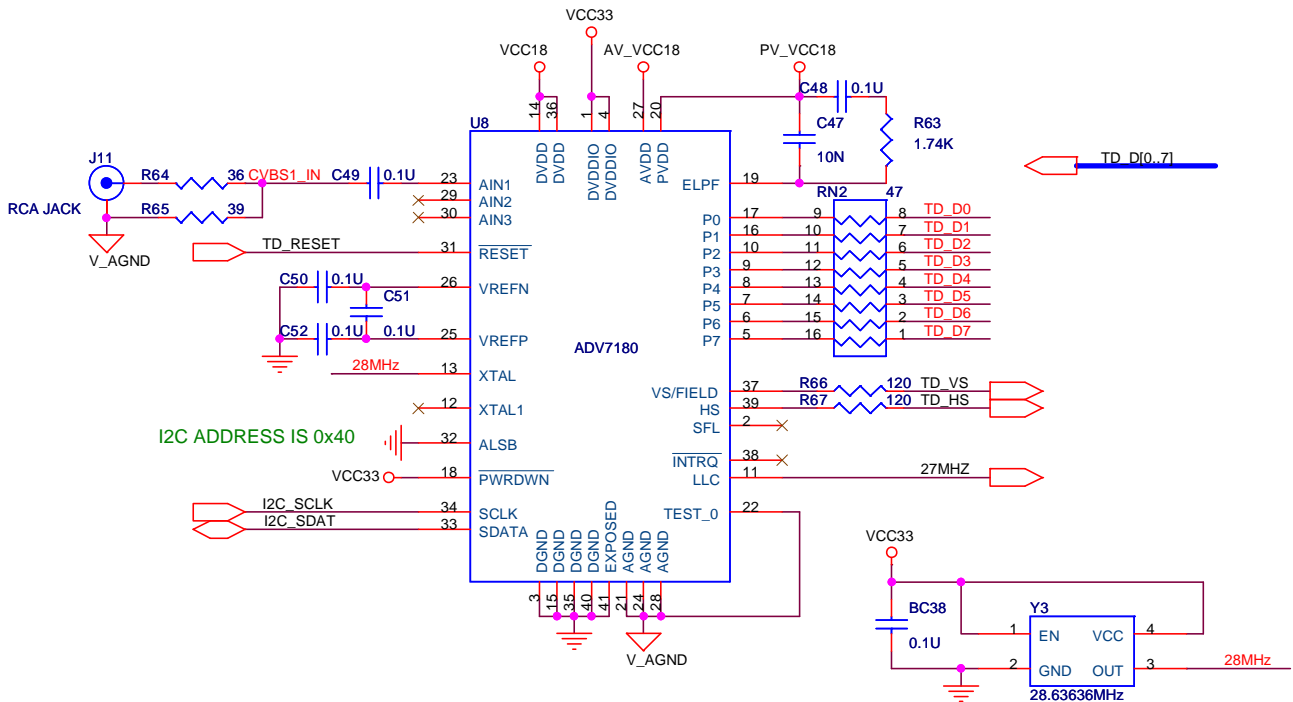 VCC33
VCC18
AV_VCC18
PV_VCC18
C48
0.1U
14
36
1
4
27
20
C47
10N
R63
1.74K
U8
DVDD
DVDD
DVDDIO
DVDDIO
AVDD
PVDD
TD_D[0..7]
J11
RCA JACK
R64
36
CVBS1_IN
C49
0.1U
R65
39
V_AGND
23
AIN1
29
AIN2
30
AIN3
TD_RESET
31
RESET
C50
0.1U
26
VREFN
C51
0.1U
C52
0.1U
25
VREFP
28MHz
13
XTAL
12
XTAL1
I2C ADDRESS IS 0x40
32
ALSB
VCC33
18
PWRDWN
I2C_SCLK
34
SCLK
I2C_SDAT
33
SDATA
ADV7180
ELPF
19
RN2
47
P0
17
9
8
TD_D0
P1
16
10
7
TD_D1
P2
10
11
6
TD_D2
P3
9
12
5
TD_D3
P4
8
13
4
TD_D4
P5
7
14
3
TD_D5
P6
6
15
2
TD_D6
P7
5
16
1
TD_D7
VS/FIELD
37
R66
120
TD_VS
HS
39
R67
120
TD_HS
SFL
2
INTRQ
38
LLC
11
27MHZ
TEST_0
22
DGND
DGND
DGND
DGND
EXPOSED
AGND
AGND
AGND
3
15
35
40
41
21
24
28
V_AGND
VCC33
BC38
0.1U
Y3
1
EN
VCC
4
2
GND
OUT
3
28MHz
28.63636MHz